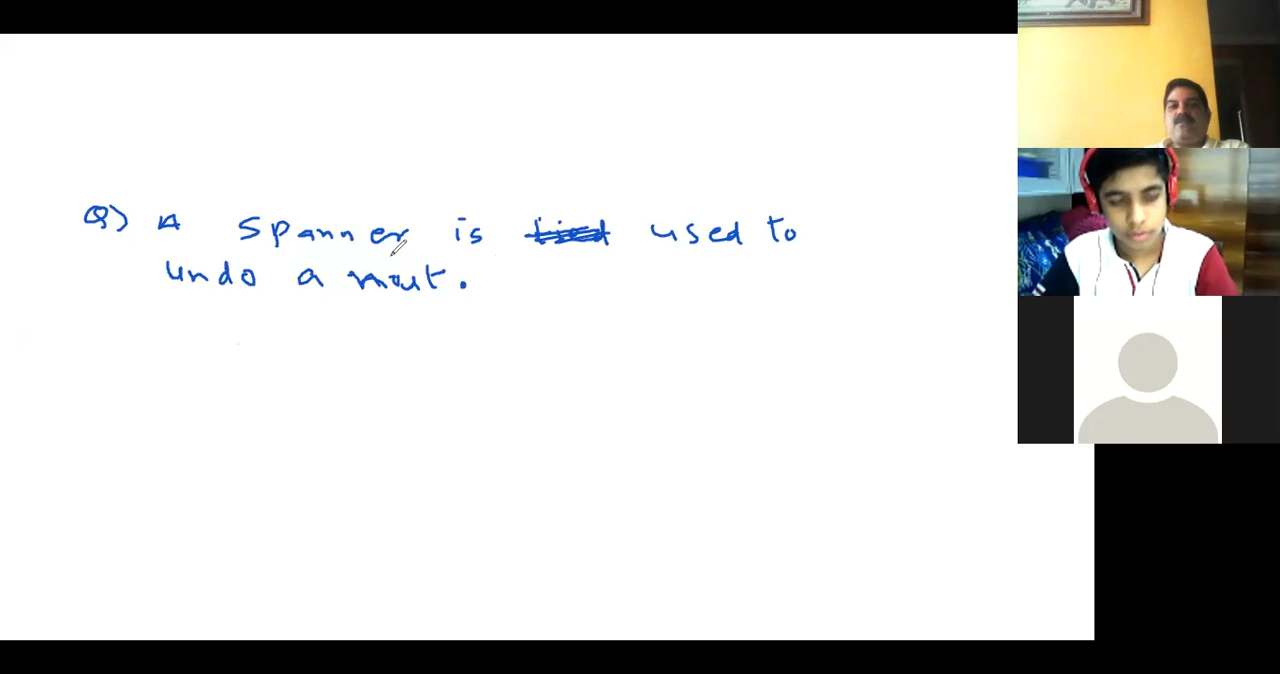 Q) A spanner is used to
undo a nut.